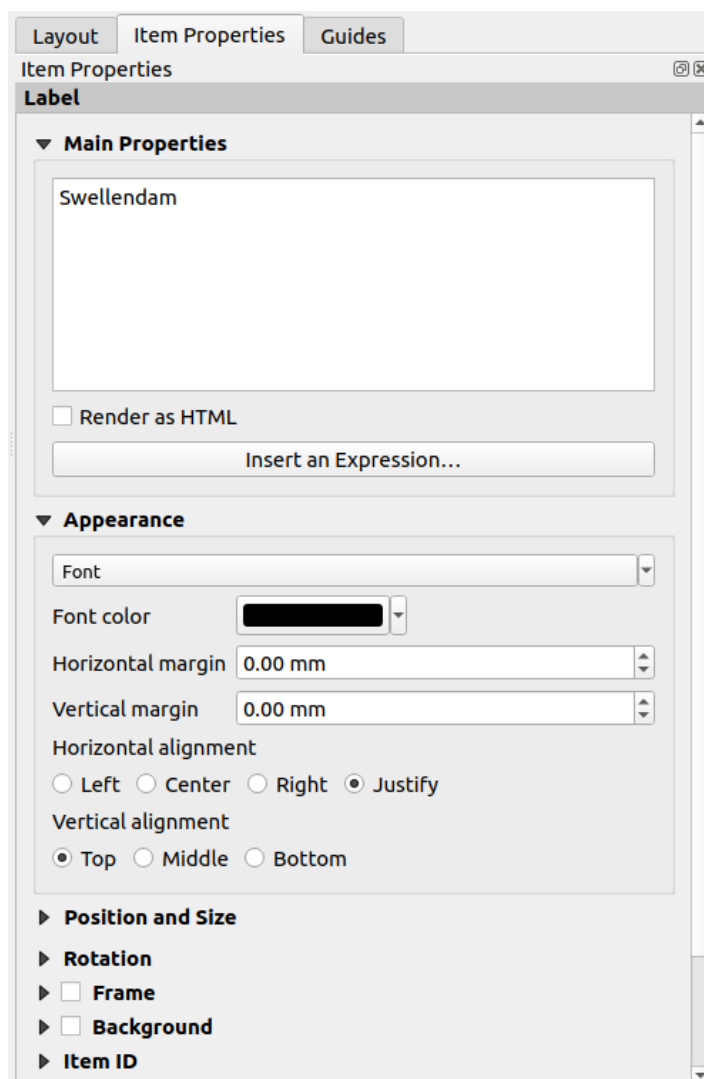 Layout Item Properties Guides
Item Properties
Label
Main Properties
Swellendam
Render as HTML
Insert an Expression…
Appearance
Font
Font color
Horizontal margin 0.00 mm
Vertical margin 0.00 mm
Horizontal alignment
Left Center Right Justify
Vertical alignment
Top Middle Bottom
Position and Size
Rotation
Frame
Background
Item ID